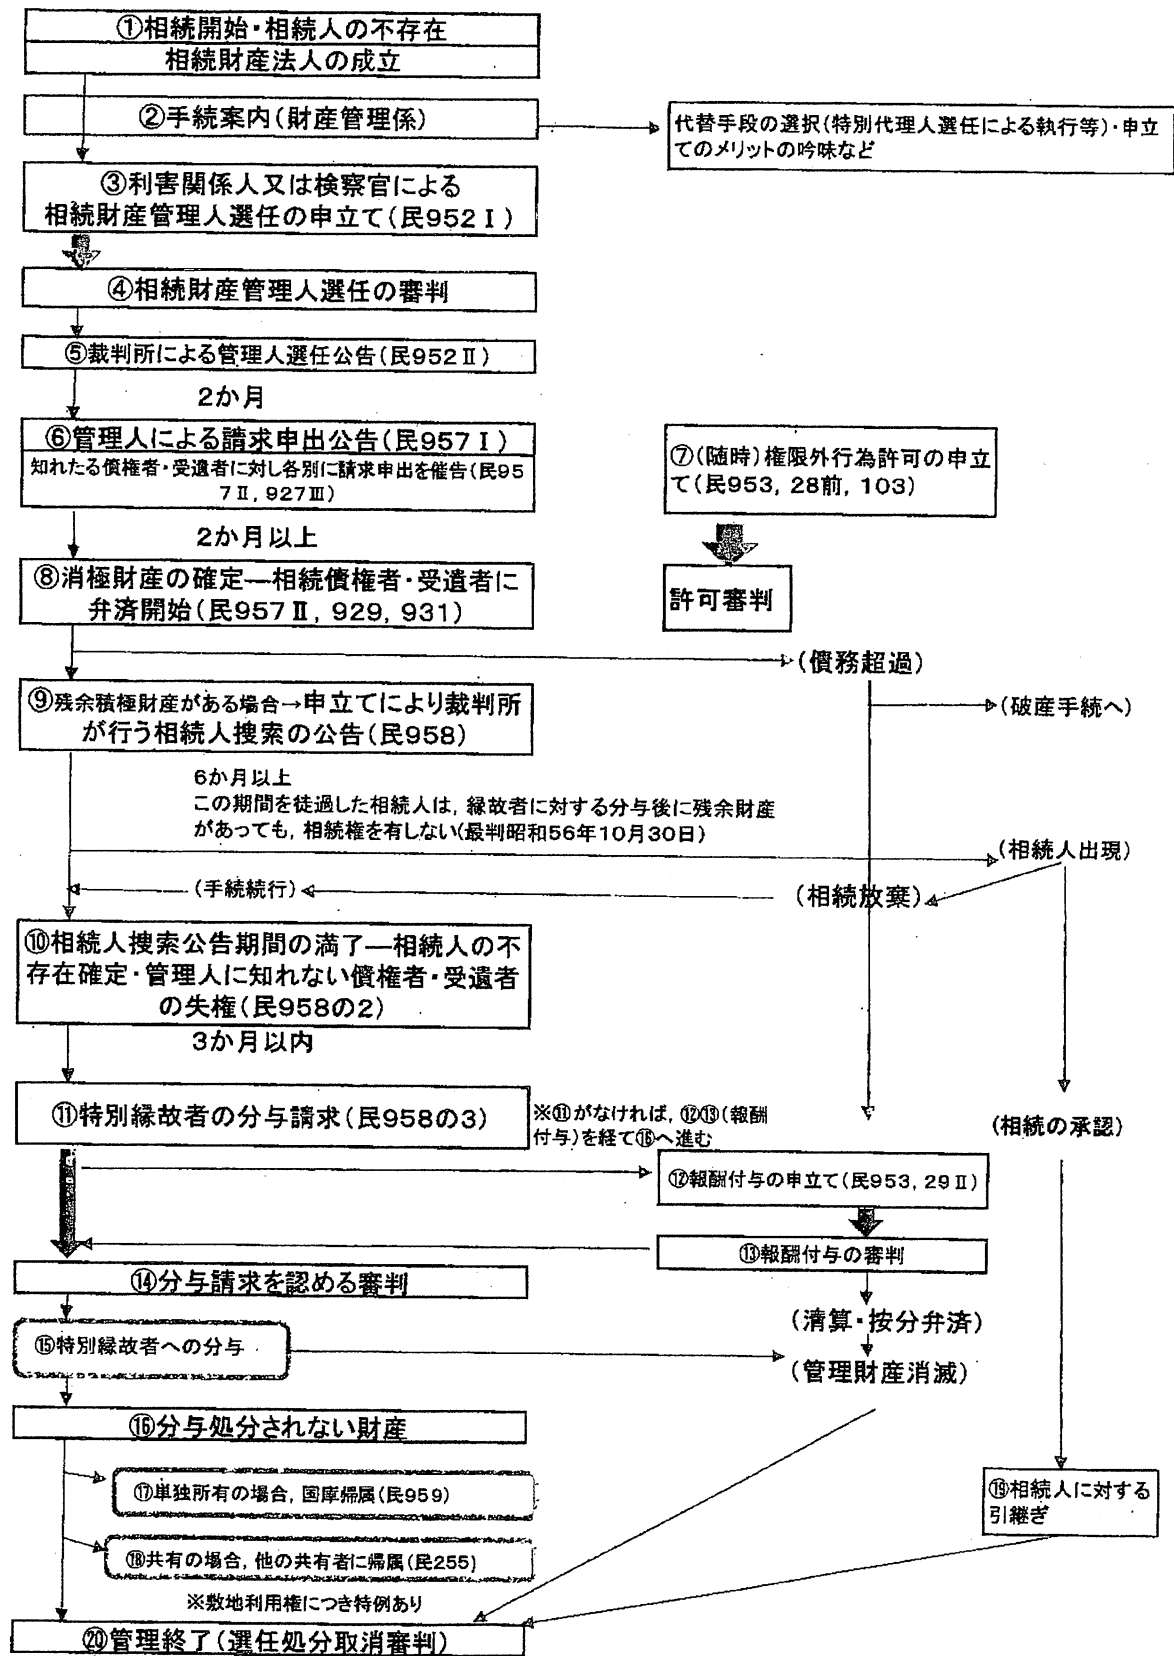 ①相続開始・相続人の不存在
相続財産法人の成立
②手続案内(財産管理係)
代替手段の選択(特別代理人選任による執行等)・申立
てのメリットの吟味など
③利害関係人又は検察官による
相続財産管理人選任の申立て(民952Ⅰ)
④相続財産管理人選任の審判
⑤裁判所による管理人選任公告(民952Ⅱ)
2か月
⑥管理人による請求申出公告(民957Ⅰ)
知れたる債権者・受遺者に対し各別に請求申出を催告(民95
7Ⅱ,927Ⅲ)
⑦(随時)権限外行為許可の申立
て(民953,28前,103)
2か月以上
⑧消極財産の確定―相続債権者・受遺者に
弁済開始(民957Ⅱ,929,931)
許可審判
(債務超過)
⑨残余積極財産がある場合→申立てにより裁判所
が行う相続人捜索の公告(民958)
(破産手続へ)
6か月以上
この期間を徒過した相続人は,縁故者に対する分与後に残余財産
があっても,相続権を有しない(最判昭和56年10月30日)
(相続人出現)
(手続続行)
(相続放棄)
⑩相続人捜索公告期間の満了―相続人の不
存在確定・管理人に知れない債権者・受遺者
の失権(民958の2)
3か月以内
⑪特別縁故者の分与請求(民958の3)
※⑪がなければ,⑫⑬(報酬
付与)を経て⑯へ進む
(相続の承認)
⑫報酬付与の申立て(民953,29Ⅱ)
⑬報酬付与の審判
⑭分与請求を認める審判
(清算・按分弁済)
⑮特別縁故者への分与
(管理財産消滅)
⑯分与処分されない財産
⑰単独所有の場合,国庫帰属(民959)
⑲相続人に対する
引継ぎ
⑱共有の場合,他の共有者に帰属(民255)
※敷地利用権につき特例あり
⑳管理終了(選任処分取消審判)